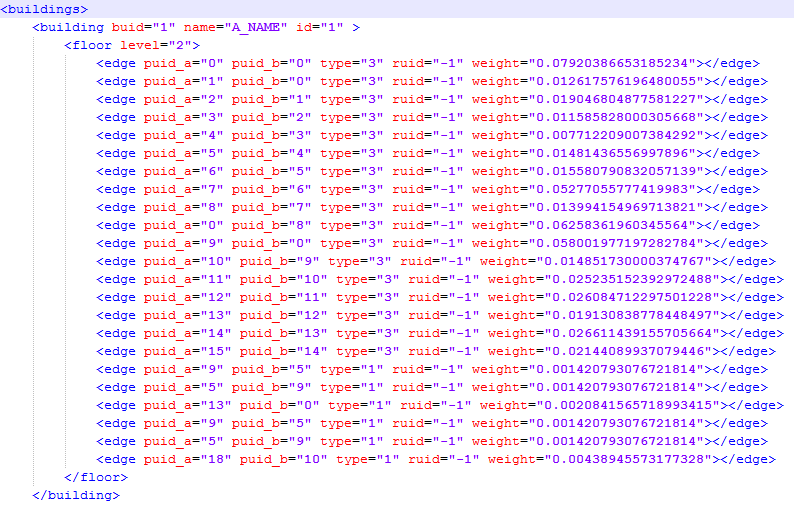 <buildings>
<building buid="1" name="A_NAME" id="1" >
<floor level="2">
<edge puid_a="0" puid_b="0" type="3" ruid="-1" weight="0.07920386653185234"></edge>
<edge puid_a="1" puid_b="0" type="3" ruid="-1" weight="0.012617576196480055"></edge>
<edge puid_a="2" puid_b="1" type="3" ruid="-1" weight="0.019046804877581227"></edge>
<edge puid_a="3" puid_b="2" type="3" ruid="-1" weight="0.011585828000305668"></edge>
<edge puid_a="4" puid_b="3" type="3" ruid="-1" weight="0.007712209007384292"></edge>
<edge puid_a="5" puid_b="4" type="3" ruid="-1" weight="0.01481436556997896"></edge>
<edge puid_a="6" puid_b="5" type="3" ruid="-1" weight="0.015580790832057139"></edge>
<edge puid_a="7" puid_b="6" type="3" ruid="-1" weight="0.05277055777419983"></edge>
<edge puid_a="8" puid_b="7" type="3" ruid="-1" weight="0.013994154969713821"></edge>
<edge puid_a="0" puid_b="8" type="3" ruid="-1" weight="0.06258361960345564"></edge>
<edge puid_a="9" puid_b="0" type="3" ruid="-1" weight="0.058001977197282784"></edge>
<edge puid_a="10" puid_b="9" type="3" ruid="-1" weight="0.014851730000374767"></edge>
<edge puid_a="11" puid_b="10" type="3" ruid="-1" weight="0.025235152392972488"></edge>
<edge puid_a="12" puid_b="11" type="3" ruid="-1" weight="0.026084712297501228"></edge>
<edge puid_a="13" puid_b="12" type="3" ruid="-1" weight="0.019130838778448497"></edge>
<edge puid_a="14" puid_b="13" type="3" ruid="-1" weight="0.026611439155705664"></edge>
<edge puid_a="15" puid_b="14" type="3" ruid="-1" weight="0.02144089937079446"></edge>
<edge puid_a="9" puid_b="5" type="1" ruid="-1" weight="0.001420793076721814"></edge>
<edge puid_a="5" puid_b="9" type="1" ruid="-1" weight="0.001420793076721814"></edge>
<edge puid_a="13" puid_b="0" type="1" ruid="-1" weight="0.0020841565718993415"></edge>
<edge puid_a="9" puid_b="5" type="1" ruid="-1" weight="0.001420793076721814"></edge>
<edge puid_a="5" puid_b="9" type="1" ruid="-1" weight="0.001420793076721814"></edge>
<edge puid_a="18" puid_b="10" type="1" ruid="-1" weight="0.00438945573177328"></edge>
</floor>
</building>